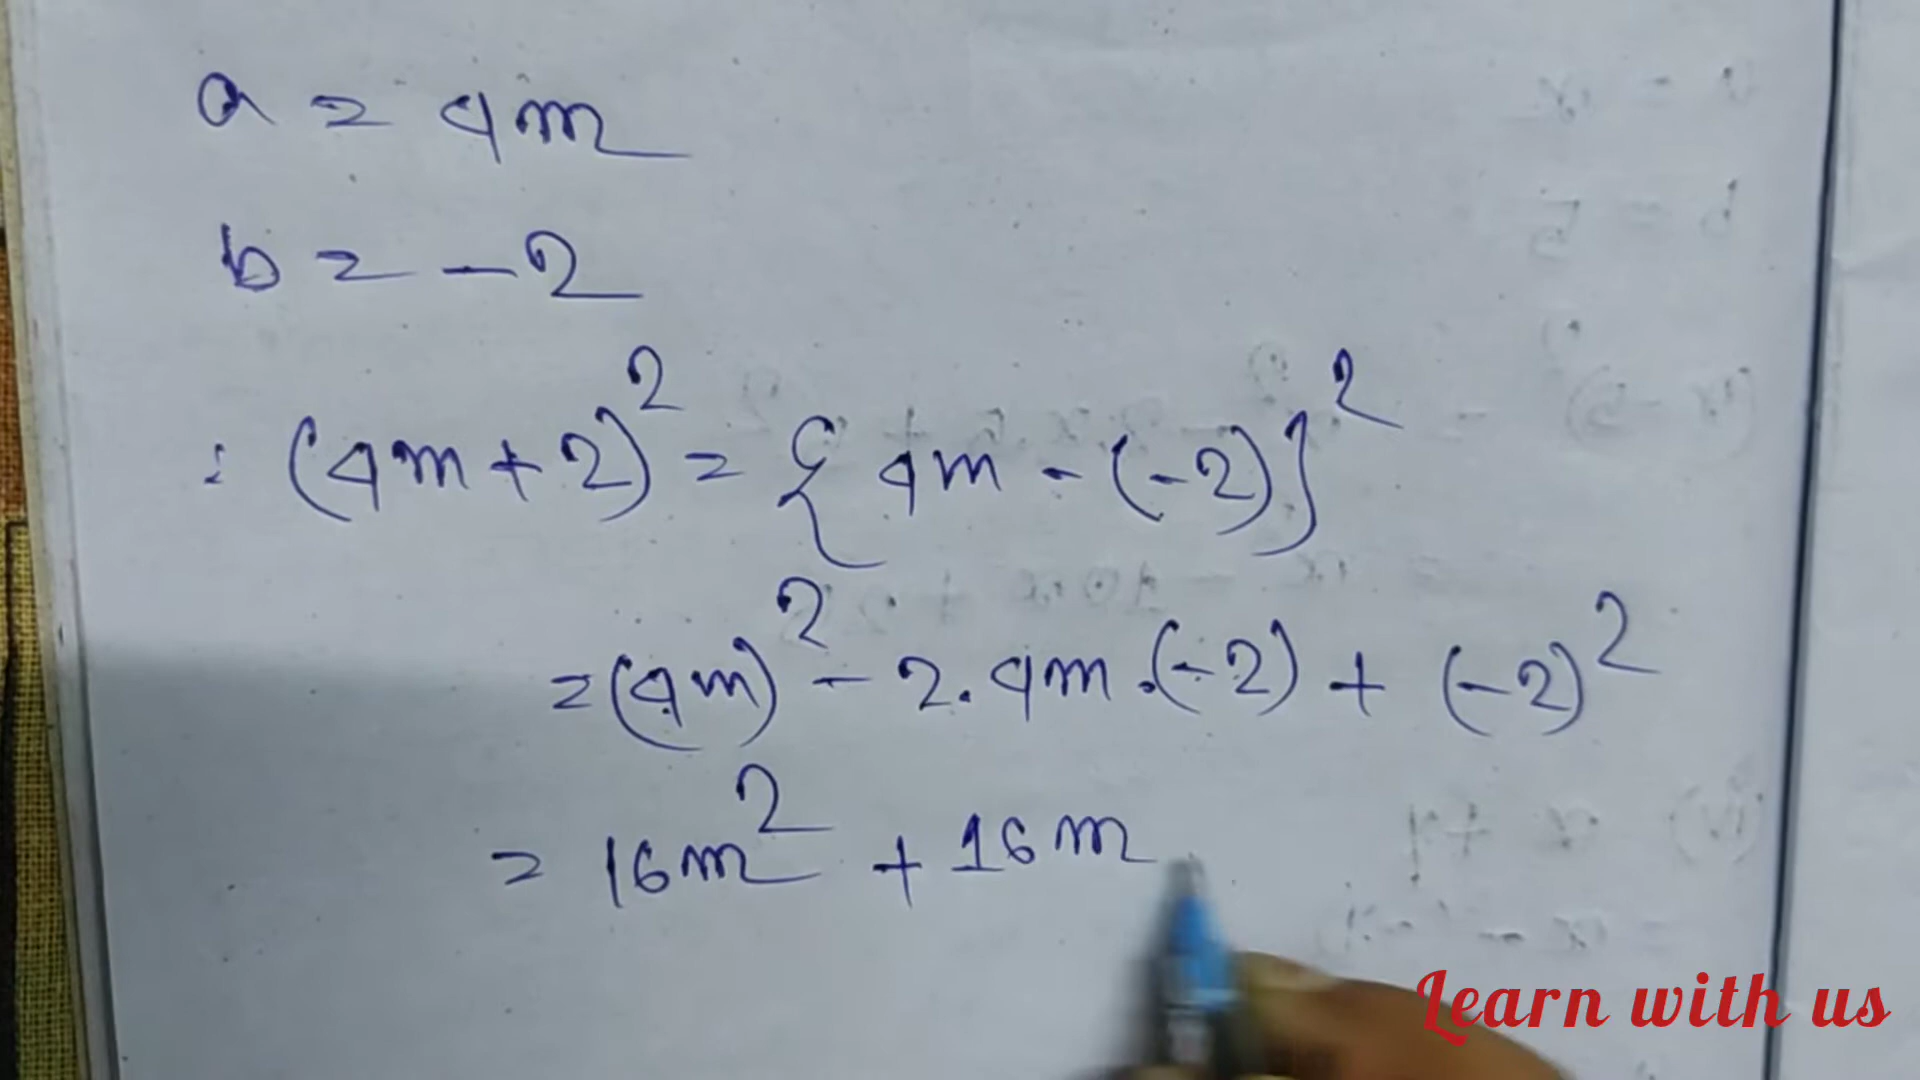 a = 4m
b = -2
: (4m+2)² = {4m - (-2)}²
= (4m)² - 2.4m.(-2) + (-2)²
= 16m² + 16m
Learn with us